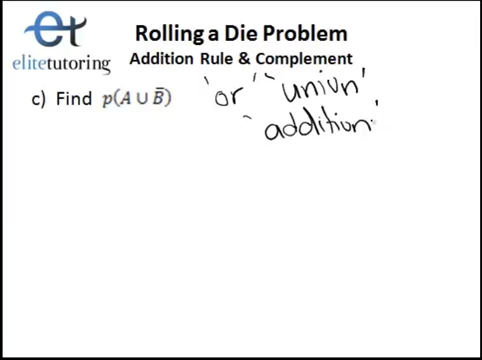 et
elitetutoring
Rolling a Die Problem
Addition Rule & Complement
c) Find p(A ∪ B̅) 'or' 'union'
'addition'